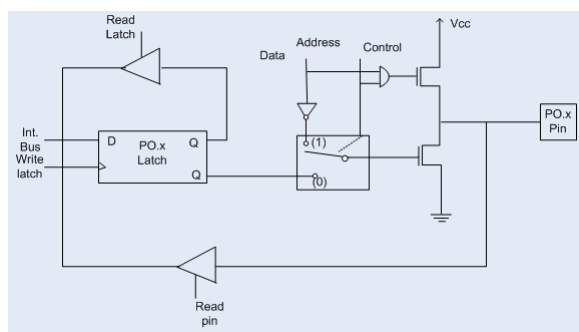 Read
Latch
Vcc
Address
Control
Data
PO.x
Pin
Int.
Bus
Write
latch
D
PO.x
Latch
Q
Q
(1)
(0)
Read
pin